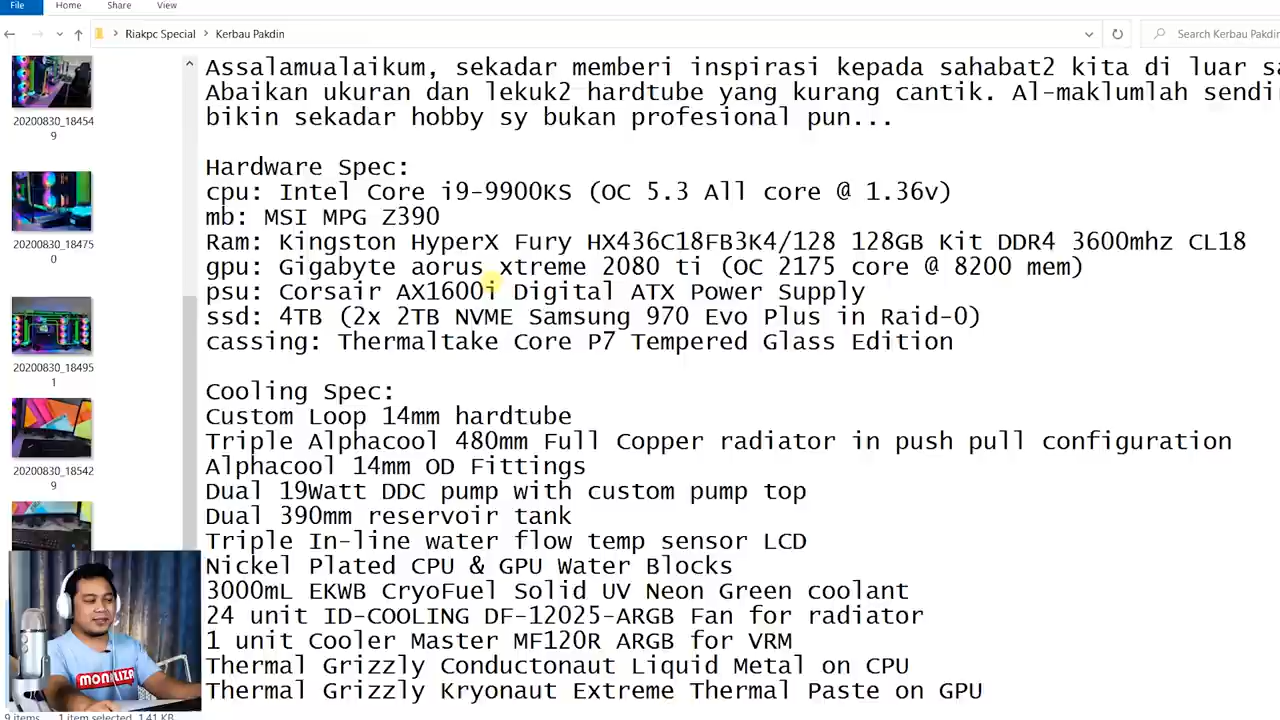 File Home Share View
Riakpc Special Kerbau Pakdin
Search Kerbau Pakdin
20200830_18454
9
20200830_18475
0
20200830_18495
1
20200830_18542
9
Assalamualaikum, sekadar memberi inspirasi kepada sahabat2 kita di luar sa
Abaikan ukuran dan lekuk2 hardtube yang kurang cantik. Al-maklumlah sendi
bikin sekadar hobby sy bukan profesional pun...
Hardware Spec:
cpu: Intel Core i9-9900KS (OC 5.3 All core @ 1.36v)
mb: MSI MPG Z390
Ram: Kingston HyperX Fury HX436C18FB3K4/128 128GB Kit DDR4 3600mhz CL18
gpu: Gigabyte aorus xtreme 2080 ti (OC 2175 core @ 8200 mem)
psu: Corsair AX1600i Digital ATX Power Supply
ssd: 4TB (2x 2TB NVME Samsung 970 Evo Plus in Raid-0)
cassing: Thermaltake Core P7 Tempered Glass Edition
Cooling Spec:
Custom Loop 14mm hardtube
Triple Alphacool 480mm Full Copper radiator in push pull configuration
Alphacool 14mm OD Fittings
Dual 19Watt DDC pump with custom pump top
Dual 390mm reservoir tank
Triple In-line water flow temp sensor LCD
Nickel Plated CPU & GPU Water Blocks
3000mL EKWB CryoFuel Solid UV Neon Green coolant
24 unit ID-COOLING DF-12025-ARGB Fan for radiator
1 unit Cooler Master MF120R ARGB for VRM
Thermal Grizzly Conductonaut Liquid Metal on CPU
Thermal Grizzly Kryonaut Extreme Thermal Paste on GPU
MONALIZA
9 items 1 item selected 1.41 KB